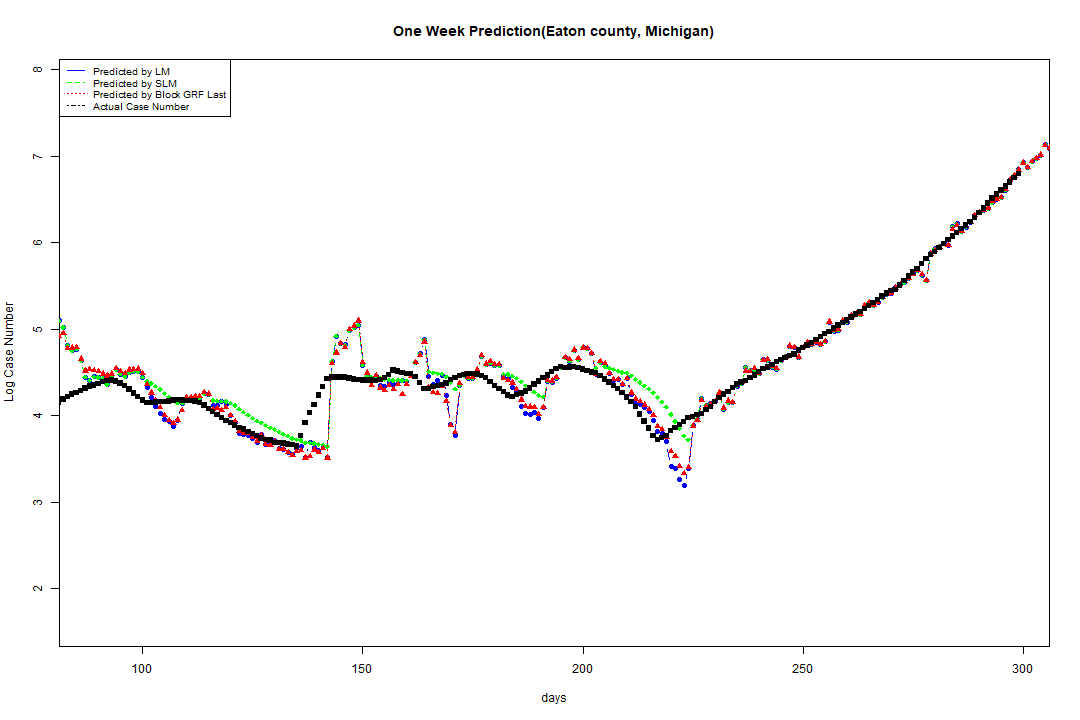 One Week Prediction(Eaton county, Michigan)
Predicted by LM
Predicted by SLM
Predicted by Block GRF Last
Actual Case Number
8
7
6
5
4
3
2
Log Case Number
100 150 200 250 300
days